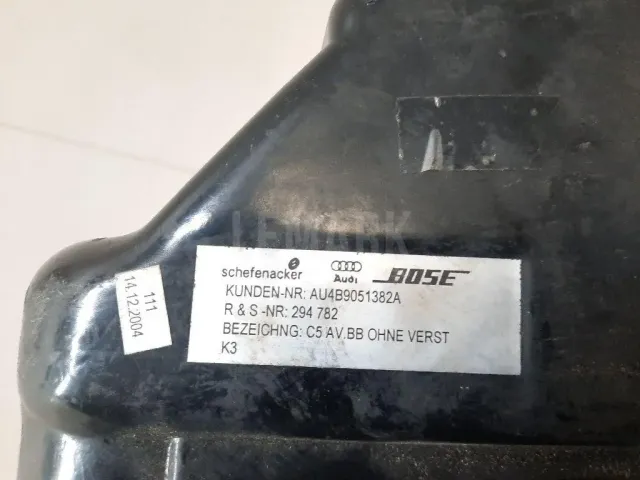 LEMARK
schefenacker Audi BOSE
KUNDEN-NR: AU4B9051382A
R & S -NR: 294 782
BEZEICHNG: C5 AV.BB OHNE VERST
K3
111
14.12.2004